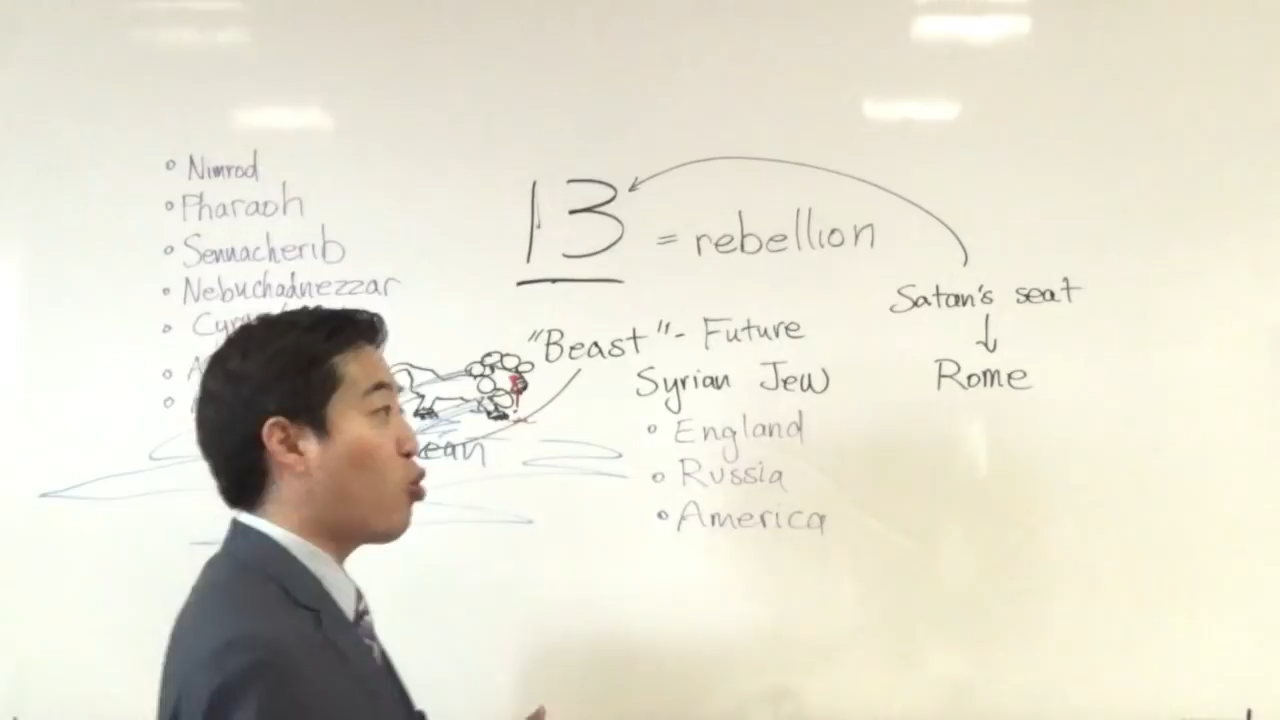 • Nimrod
• Pharaoh
• Sennacherib
• Nebuchadnezzar
13
= rebellion
Satan's seat
Rome
"Beast" - Future
Syrian Jew
• England
• Russia
• America